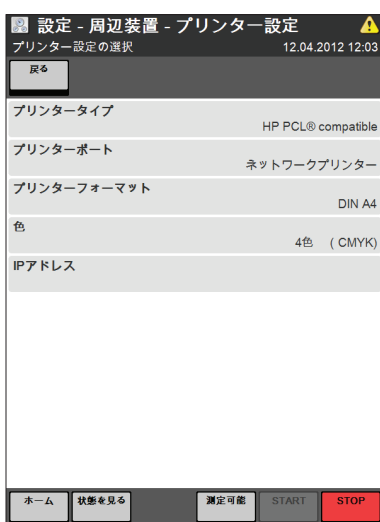 設定 - 周辺装置 - プリンター設定
プリンター設定の選択 12.04.2012 12:03
戻る
プリンタータイプ
HP PCL® compatible
プリンターポート
ネットワークプリンター
プリンターフォーマット
DIN A4
色
4色 ( CMYK)
IPアドレス
ホーム 状態を見る 測定可能 START STOP